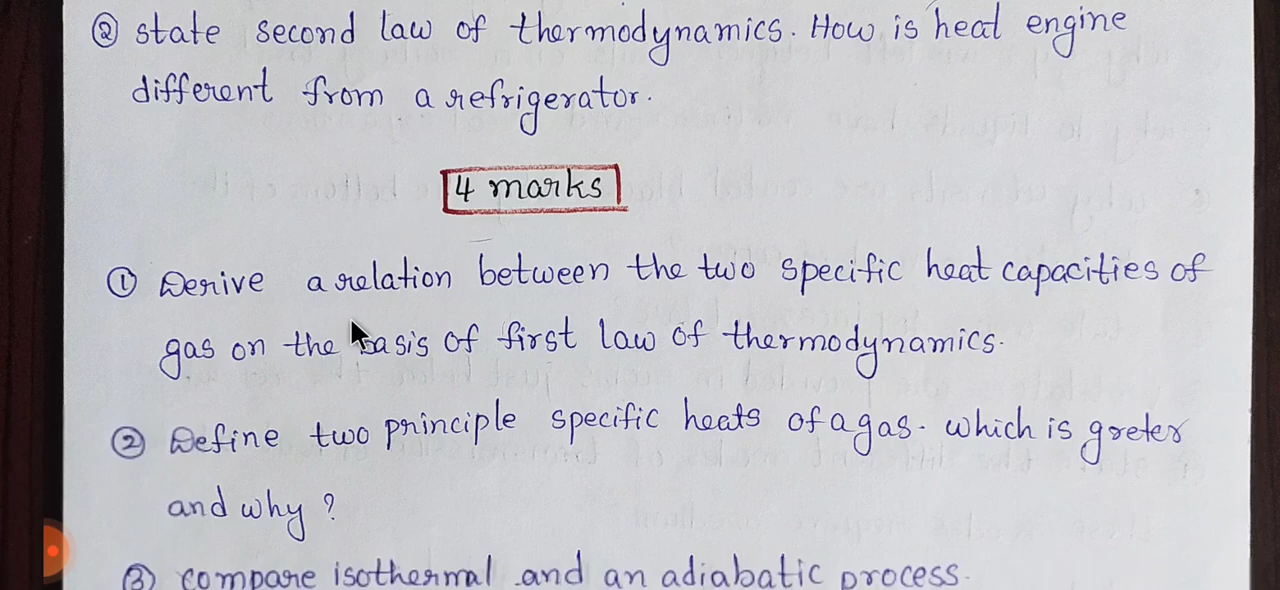 ② state second law of thermodynamics. How is heat engine
different from a refrigerator.
4 marks
① Derive a relation between the two specific heat capacities of
gas on the basis of first law of thermodynamics.
② Define two principle specific heats of a gas. which is greter
and why?
③ compare isothermal and an adiabatic process.